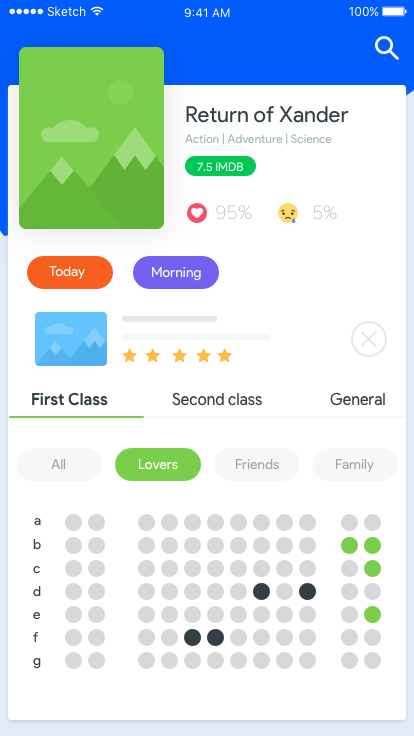 Sketch 9:41 AM 100%
Return of Xander
Action | Adventure | Science
7.5 IMDB
95% 5%
Today Morning
First Class Second class General
All Lovers Friends Family
a
b
c
d
e
f
g